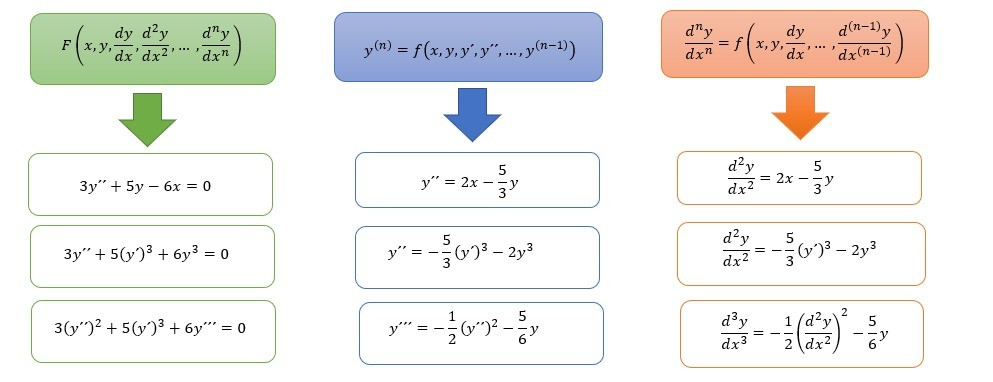 F(x, y, dy/dx, d²y/dx², … , dⁿy/dxⁿ)
y⁽ⁿ⁾ = f(x, y, y´, y´´, … , y⁽ⁿ⁻¹⁾)
dⁿy/dxⁿ = f(x, y, dy/dx, … , d⁽ⁿ⁻¹⁾y/dx⁽ⁿ⁻¹⁾)
3y´´ + 5y − 6x = 0
y´´ = 2x − 5/3 y
d²y/dx² = 2x − 5/3 y
3y´´ + 5(y´)³ + 6y³ = 0
y´´ = − 5/3 (y´)³ − 2y³
d²y/dx² = − 5/3 (y´)³ − 2y³
3(y´´)² + 5(y´)³ + 6y´´´ = 0
y´´´ = − 1/2 (y´´)² − 5/6 y
d³y/dx³ = − 1/2 (d²y/dx²)² − 5/6 y